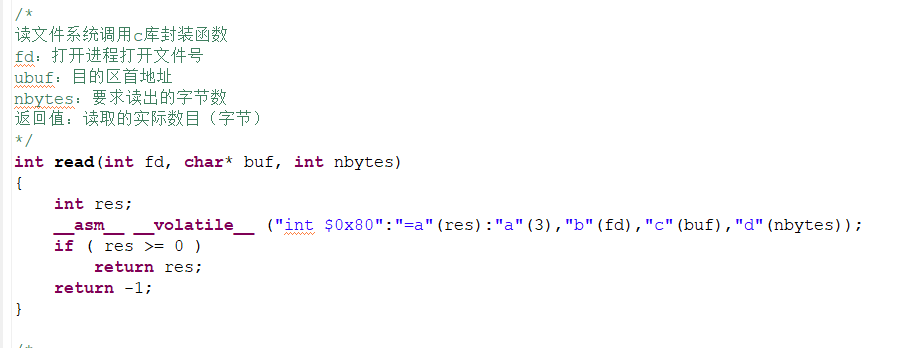 /*
读文件系统调用c库封装函数
fd：打开进程打开文件号
ubuf：目的区首地址
nbytes：要求读出的字节数
返回值：读取的实际数目（字节）
*/
int read(int fd, char* buf, int nbytes)
{
    int res;
    __asm__ __volatile__ ("int $0x80":"=a"(res):"a"(3),"b"(fd),"c"(buf),"d"(nbytes));
    if ( res >= 0 )
        return res;
    return -1;
}